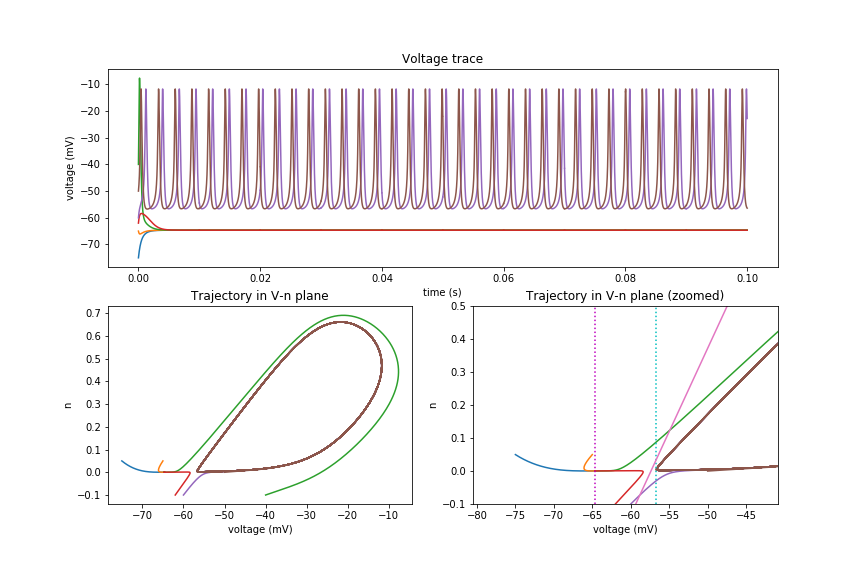 Voltage trace
voltage (mV)
−10
−20
−30
−40
−50
−60
−70
0.00 0.02 0.04 0.06 0.08 0.10
time (s)
Trajectory in V-n plane
n
0.7
0.6
0.5
0.4
0.3
0.2
0.1
0.0
−0.1
−70 −60 −50 −40 −30 −20 −10
voltage (mV)
Trajectory in V-n plane (zoomed)
n
0.5
0.4
0.3
0.2
0.1
0.0
−0.1
−80 −75 −70 −65 −60 −55 −50 −45
voltage (mV)